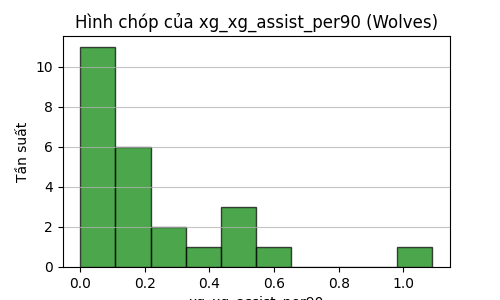 Hình chóp của xg_xg_assist_per90 (Wolves)
Tần suất
10
8
6
4
2
0
0.0 0.2 0.4 0.6 0.8 1.0
xg_xg_assist_per90